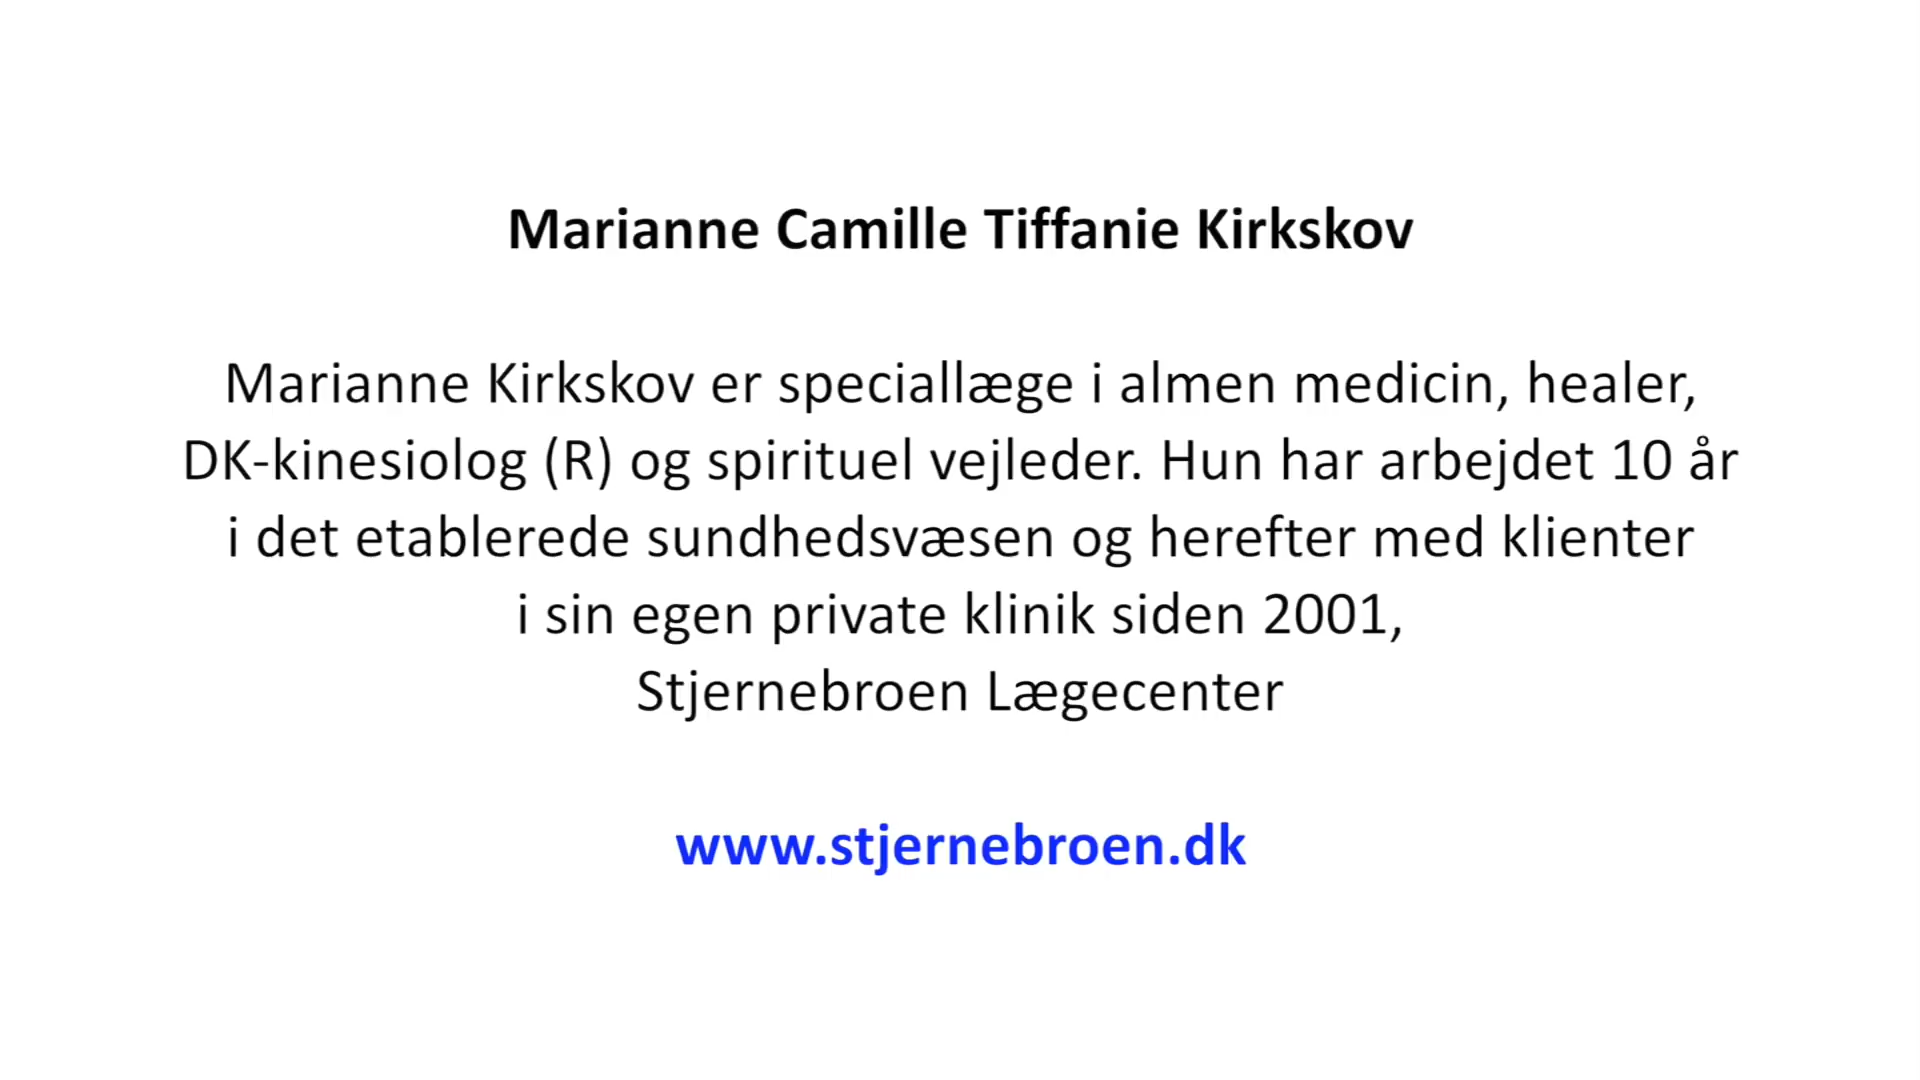 Marianne Camille Tiffanie Kirkskov
Marianne Kirkskov er speciallæge i almen medicin, healer,
DK-kinesiolog (R) og spirituel vejleder. Hun har arbejdet 10 år
i det etablerede sundhedsvæsen og herefter med klienter
i sin egen private klinik siden 2001,
Stjernebroen Lægecenter
www.stjernebroen.dk